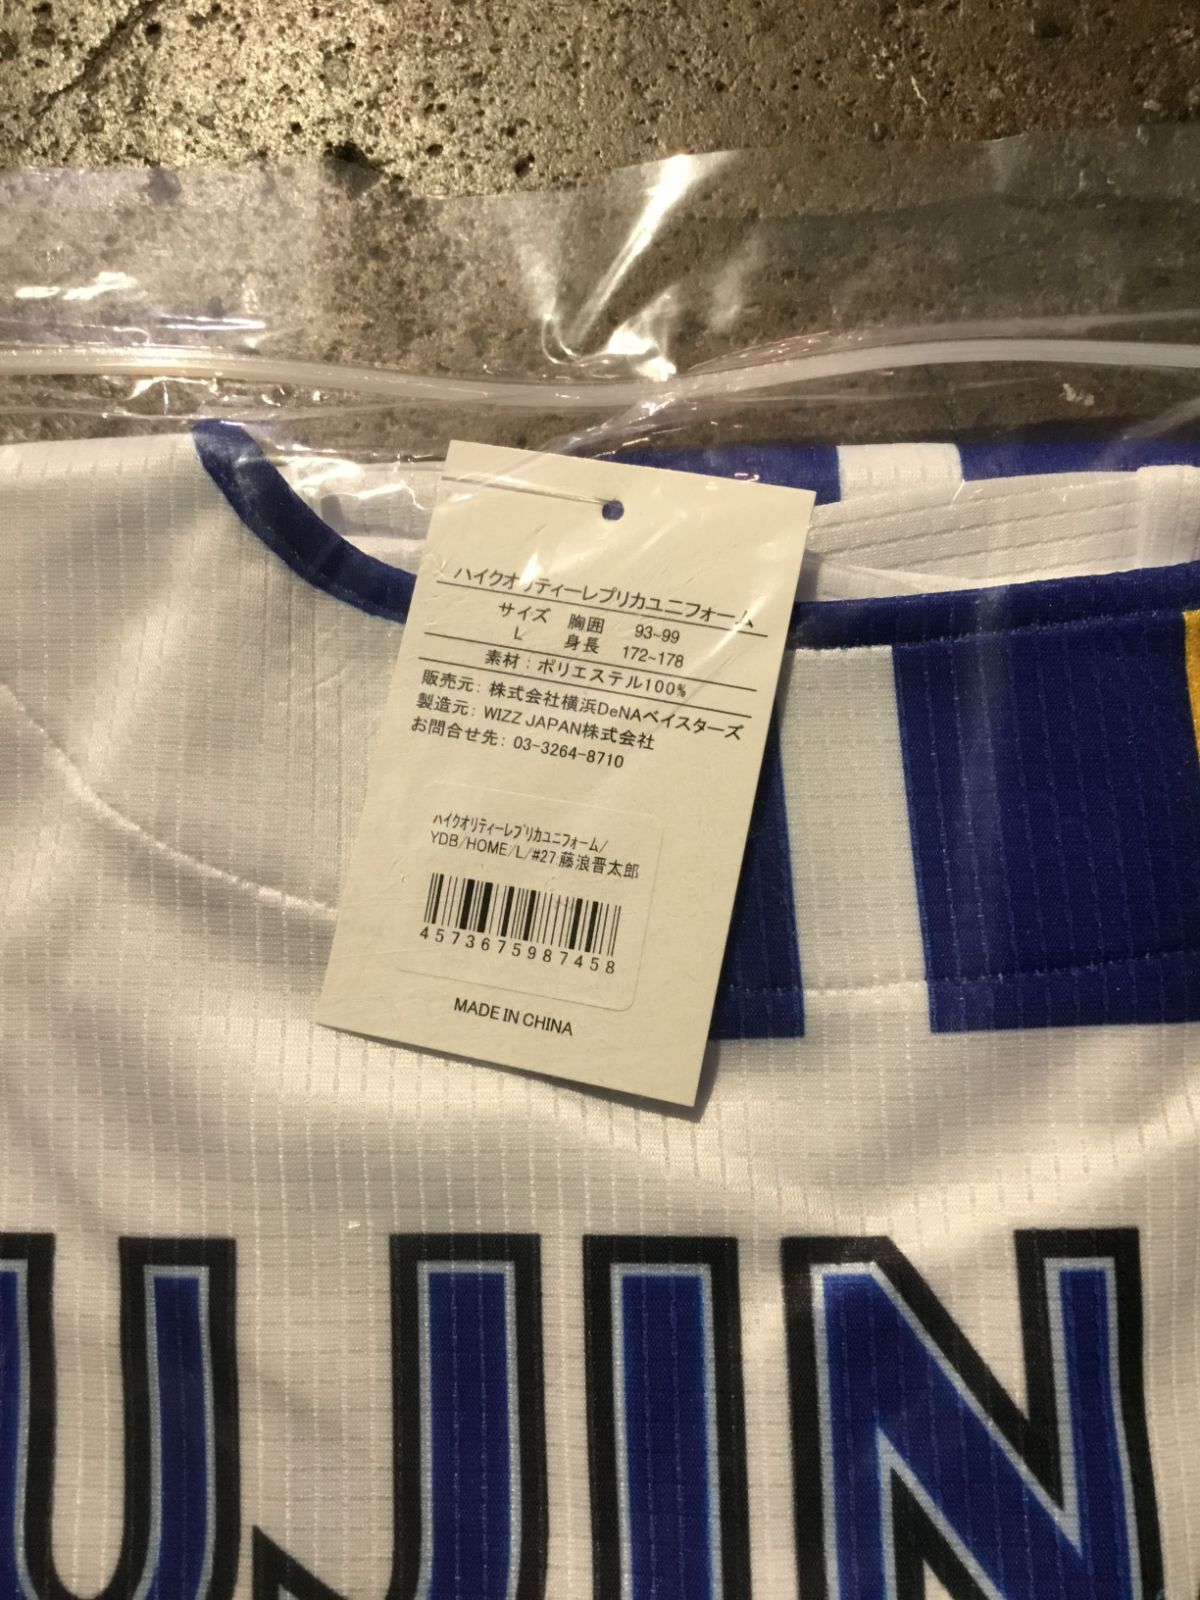 ハイクオリティーレプリカユニフォーム
サイズ 胸囲 93~99
L 身長 172~178
素材：ポリエステル100%
販売元：株式会社横浜DeNAベイスターズ
製造元：WIZZ JAPAN株式会社
お問合せ先：03-3264-8710
ﾊｲｸｵﾘﾃｨｰﾚﾌﾟﾘｶﾕﾆﾌｫｰﾑ/
YDB/HOME/L/#27 藤浪晋太郎
4573675987458
MADE IN CHINA
UJIN